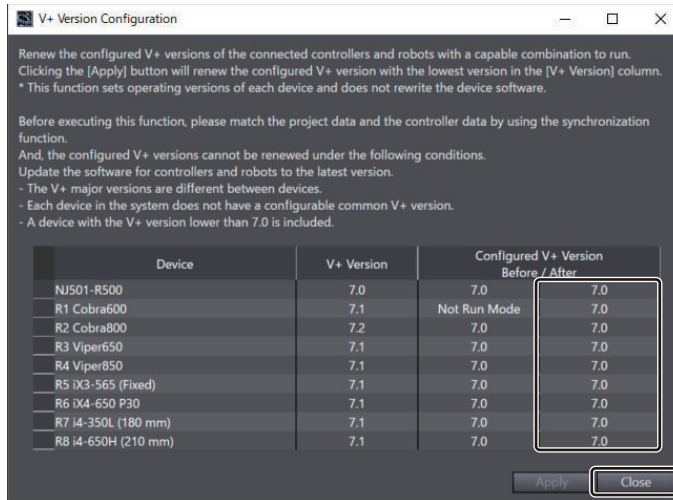 V+ Version Configuration
Renew the configured V+ versions of the connected controllers and robots with a capable combination to run.
Clicking the [Apply] button will renew the configured V+ version with the lowest version in the [V+ Version] column.
* This function sets operating versions of each device and does not rewrite the device software.
Before executing this function, please match the project data and the controller data by using the synchronization
function.
And, the configured V+ versions cannot be renewed under the following conditions.
Update the software for controllers and robots to the latest version.
- The V+ major versions are different between devices.
- Each device in the system does not have a configurable common V+ version.
- A device with the V+ version lower than 7.0 is included.
Device V+ Version Configured V+ Version
Before / After
NJ501-R500 7.0 7.0 7.0
R1 Cobra600 7.1 Not Run Mode 7.0
R2 Cobra800 7.2 7.0 7.0
R3 Viper650 7.1 7.0 7.0
R4 Viper850 7.1 7.0 7.0
R5 iX3-565 (Fixed) 7.1 7.0 7.0
R6 iX4-650 P30 7.1 7.0 7.0
R7 i4-350L (180 mm) 7.1 7.0 7.0
R8 i4-650H (210 mm) 7.1 7.0 7.0
Apply Close